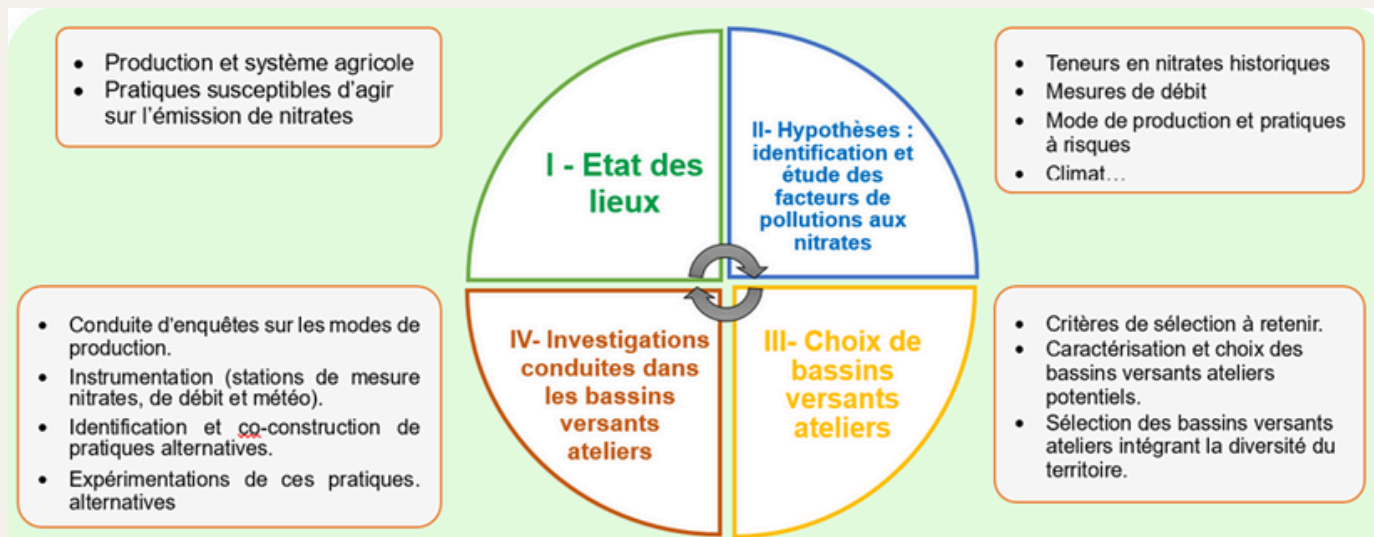 • Production et système agricole
• Pratiques susceptibles d'agir
sur l'émission de nitrates
I - Etat des
lieux
II- Hypothèses :
identification et
étude des
facteurs de
pollutions aux
nitrates
• Teneurs en nitrates historiques
• Mesures de débit
• Mode de production et pratiques
à risques
• Climat…
• Conduite d'enquêtes sur les modes de
production.
• Instrumentation (stations de mesure
nitrates, de débit et météo).
• Identification et co-construction de
pratiques alternatives.
• Expérimentations de ces pratiques.
alternatives
IV- Investigations
conduites dans
les bassins
versants
ateliers
III- Choix de
bassins
versants
ateliers
• Critères de sélection à retenir.
• Caractérisation et choix des
bassins versants ateliers
potentiels.
• Sélection des bassins versants
ateliers intégrant la diversité du
territoire.